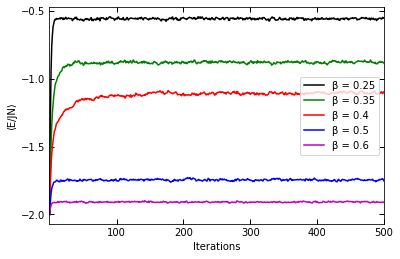 −0.5
−1.0
−1.5
−2.0
⟨E/JN⟩
β = 0.25
β = 0.35
β = 0.4
β = 0.5
β = 0.6
100
200
300
400
500
Iterations